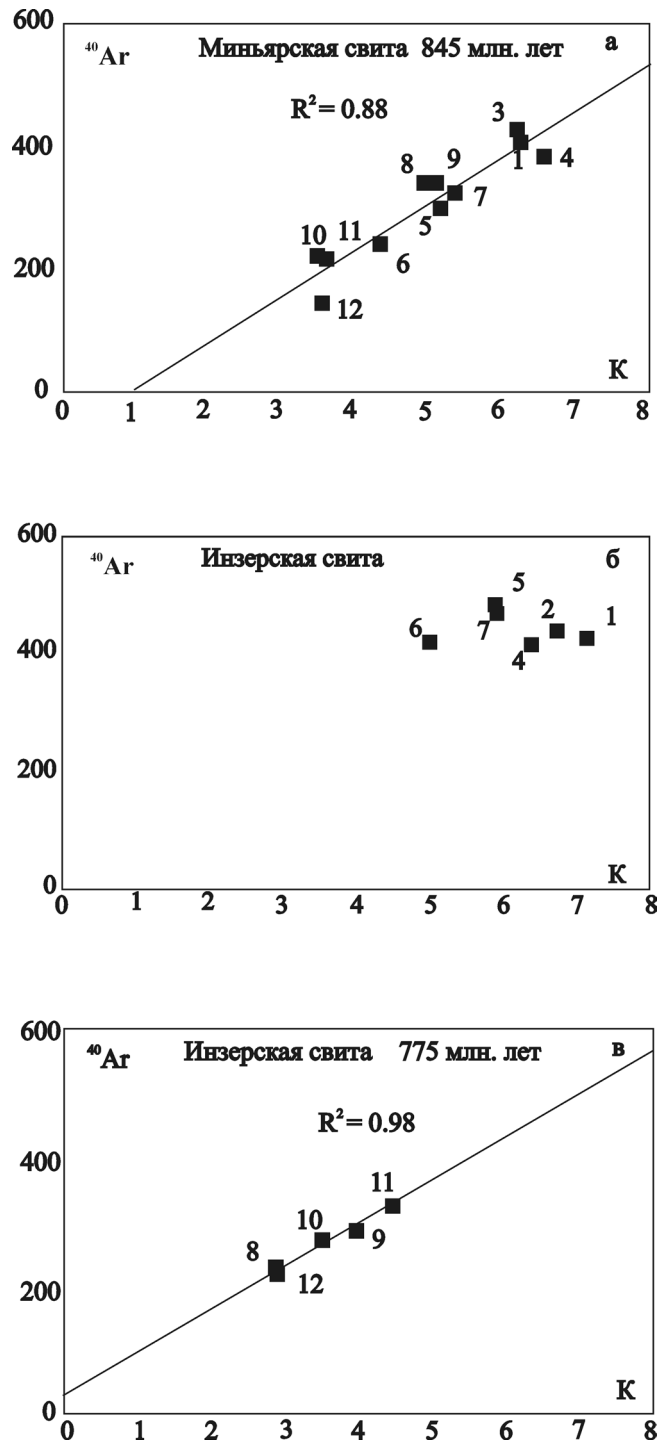 600
⁴⁰Ar Миньярская свита 845 млн. лет а
R² = 0.88
3
400
8 9 1 4
7
5
10 11
6
200
12
К
0
0 1 2 3 4 5 6 7 8
600
⁴⁰Ar Инзерская свита б
5
2 1
6 7
400
4
200
К
0
0 1 2 3 4 5 6 7 8
600
⁴⁰Ar Инзерская свита 775 млн. лет в
R² = 0.98
400
11
10
9
8
12
200
К
0
0 1 2 3 4 5 6 7 8